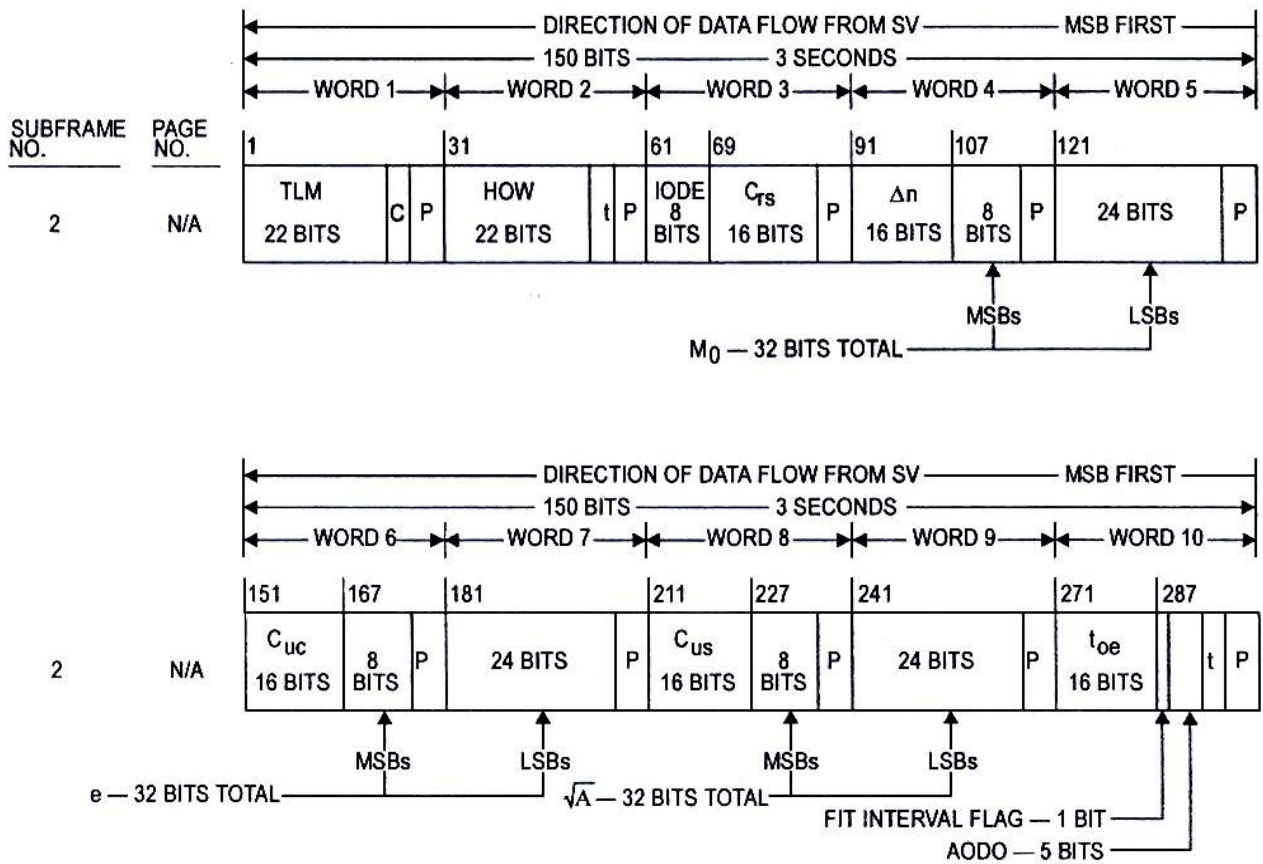 DIRECTION OF DATA FLOW FROM SV MSB FIRST
150 BITS 3 SECONDS
WORD 1 WORD 2 WORD 3 WORD 4 WORD 5
SUBFRAME NO. PAGE NO. 1 31 61 69 91 107 121
2 N/A TLM 22 BITS C P HOW 22 BITS t P IODE 8 BITS Crs 16 BITS P Δn 16 BITS 8 BITS P 24 BITS P
MSBs LSBs
M0 — 32 BITS TOTAL
DIRECTION OF DATA FLOW FROM SV MSB FIRST
150 BITS 3 SECONDS
WORD 6 WORD 7 WORD 8 WORD 9 WORD 10
151 167 181 211 227 241 271 287
2 N/A Cuc 16 BITS 8 BITS P 24 BITS P Cus 16 BITS 8 BITS P 24 BITS P toe 16 BITS t P
MSBs LSBs MSBs LSBs
e — 32 BITS TOTAL √A — 32 BITS TOTAL
FIT INTERVAL FLAG — 1 BIT
AODO — 5 BITS